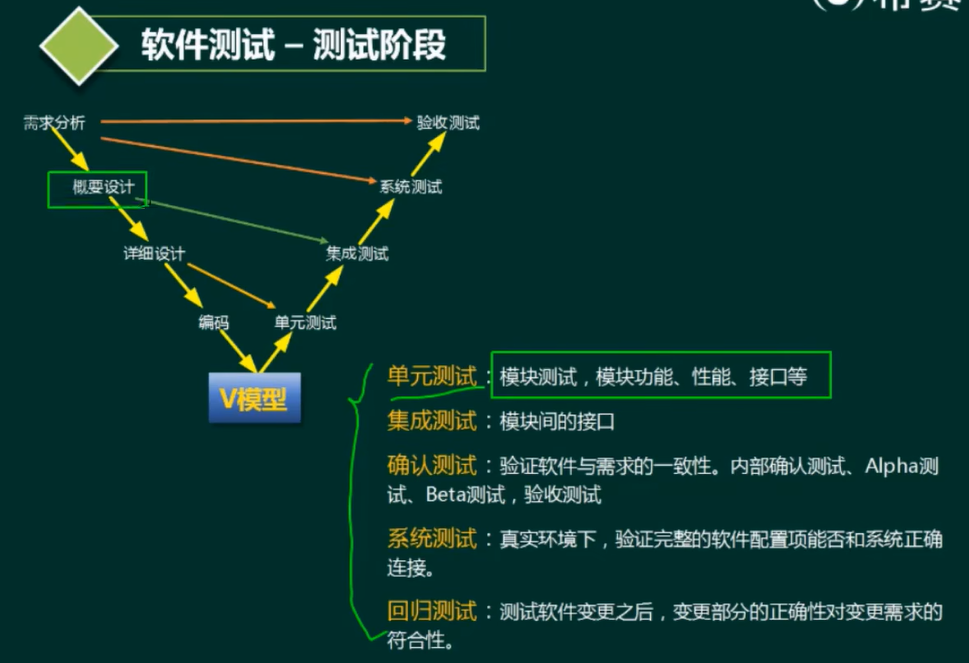 软件测试 – 测试阶段
需求分析
验收测试
概要设计
系统测试
详细设计
集成测试
编码
单元测试
V模型
单元测试：模块测试，模块功能、性能、接口等
集成测试：模块间的接口
确认测试：验证软件与需求的一致性。内部确认测试、Alpha测
试、Beta测试，验收测试
系统测试：真实环境下，验证完整的软件配置项能否和系统正确
连接。
回归测试：测试软件变更之后，变更部分的正确性对变更需求的
符合性。